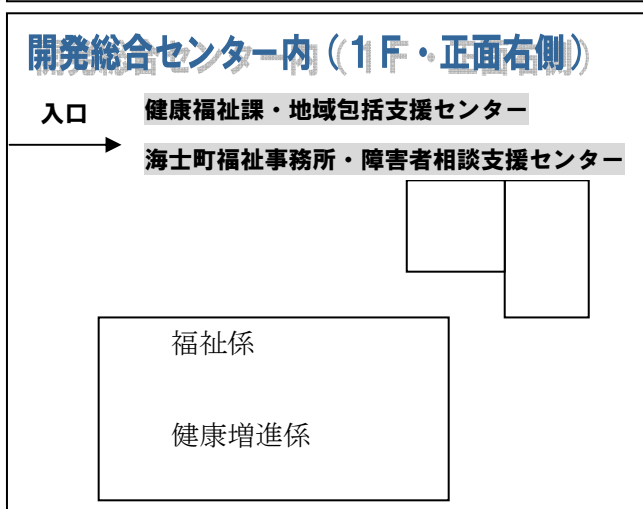 開発総合センター内（１Ｆ・正面右側）
入口
健康福祉課・地域包括支援センター
海士町福祉事務所・障害者相談支援センター
福祉係
健康増進係